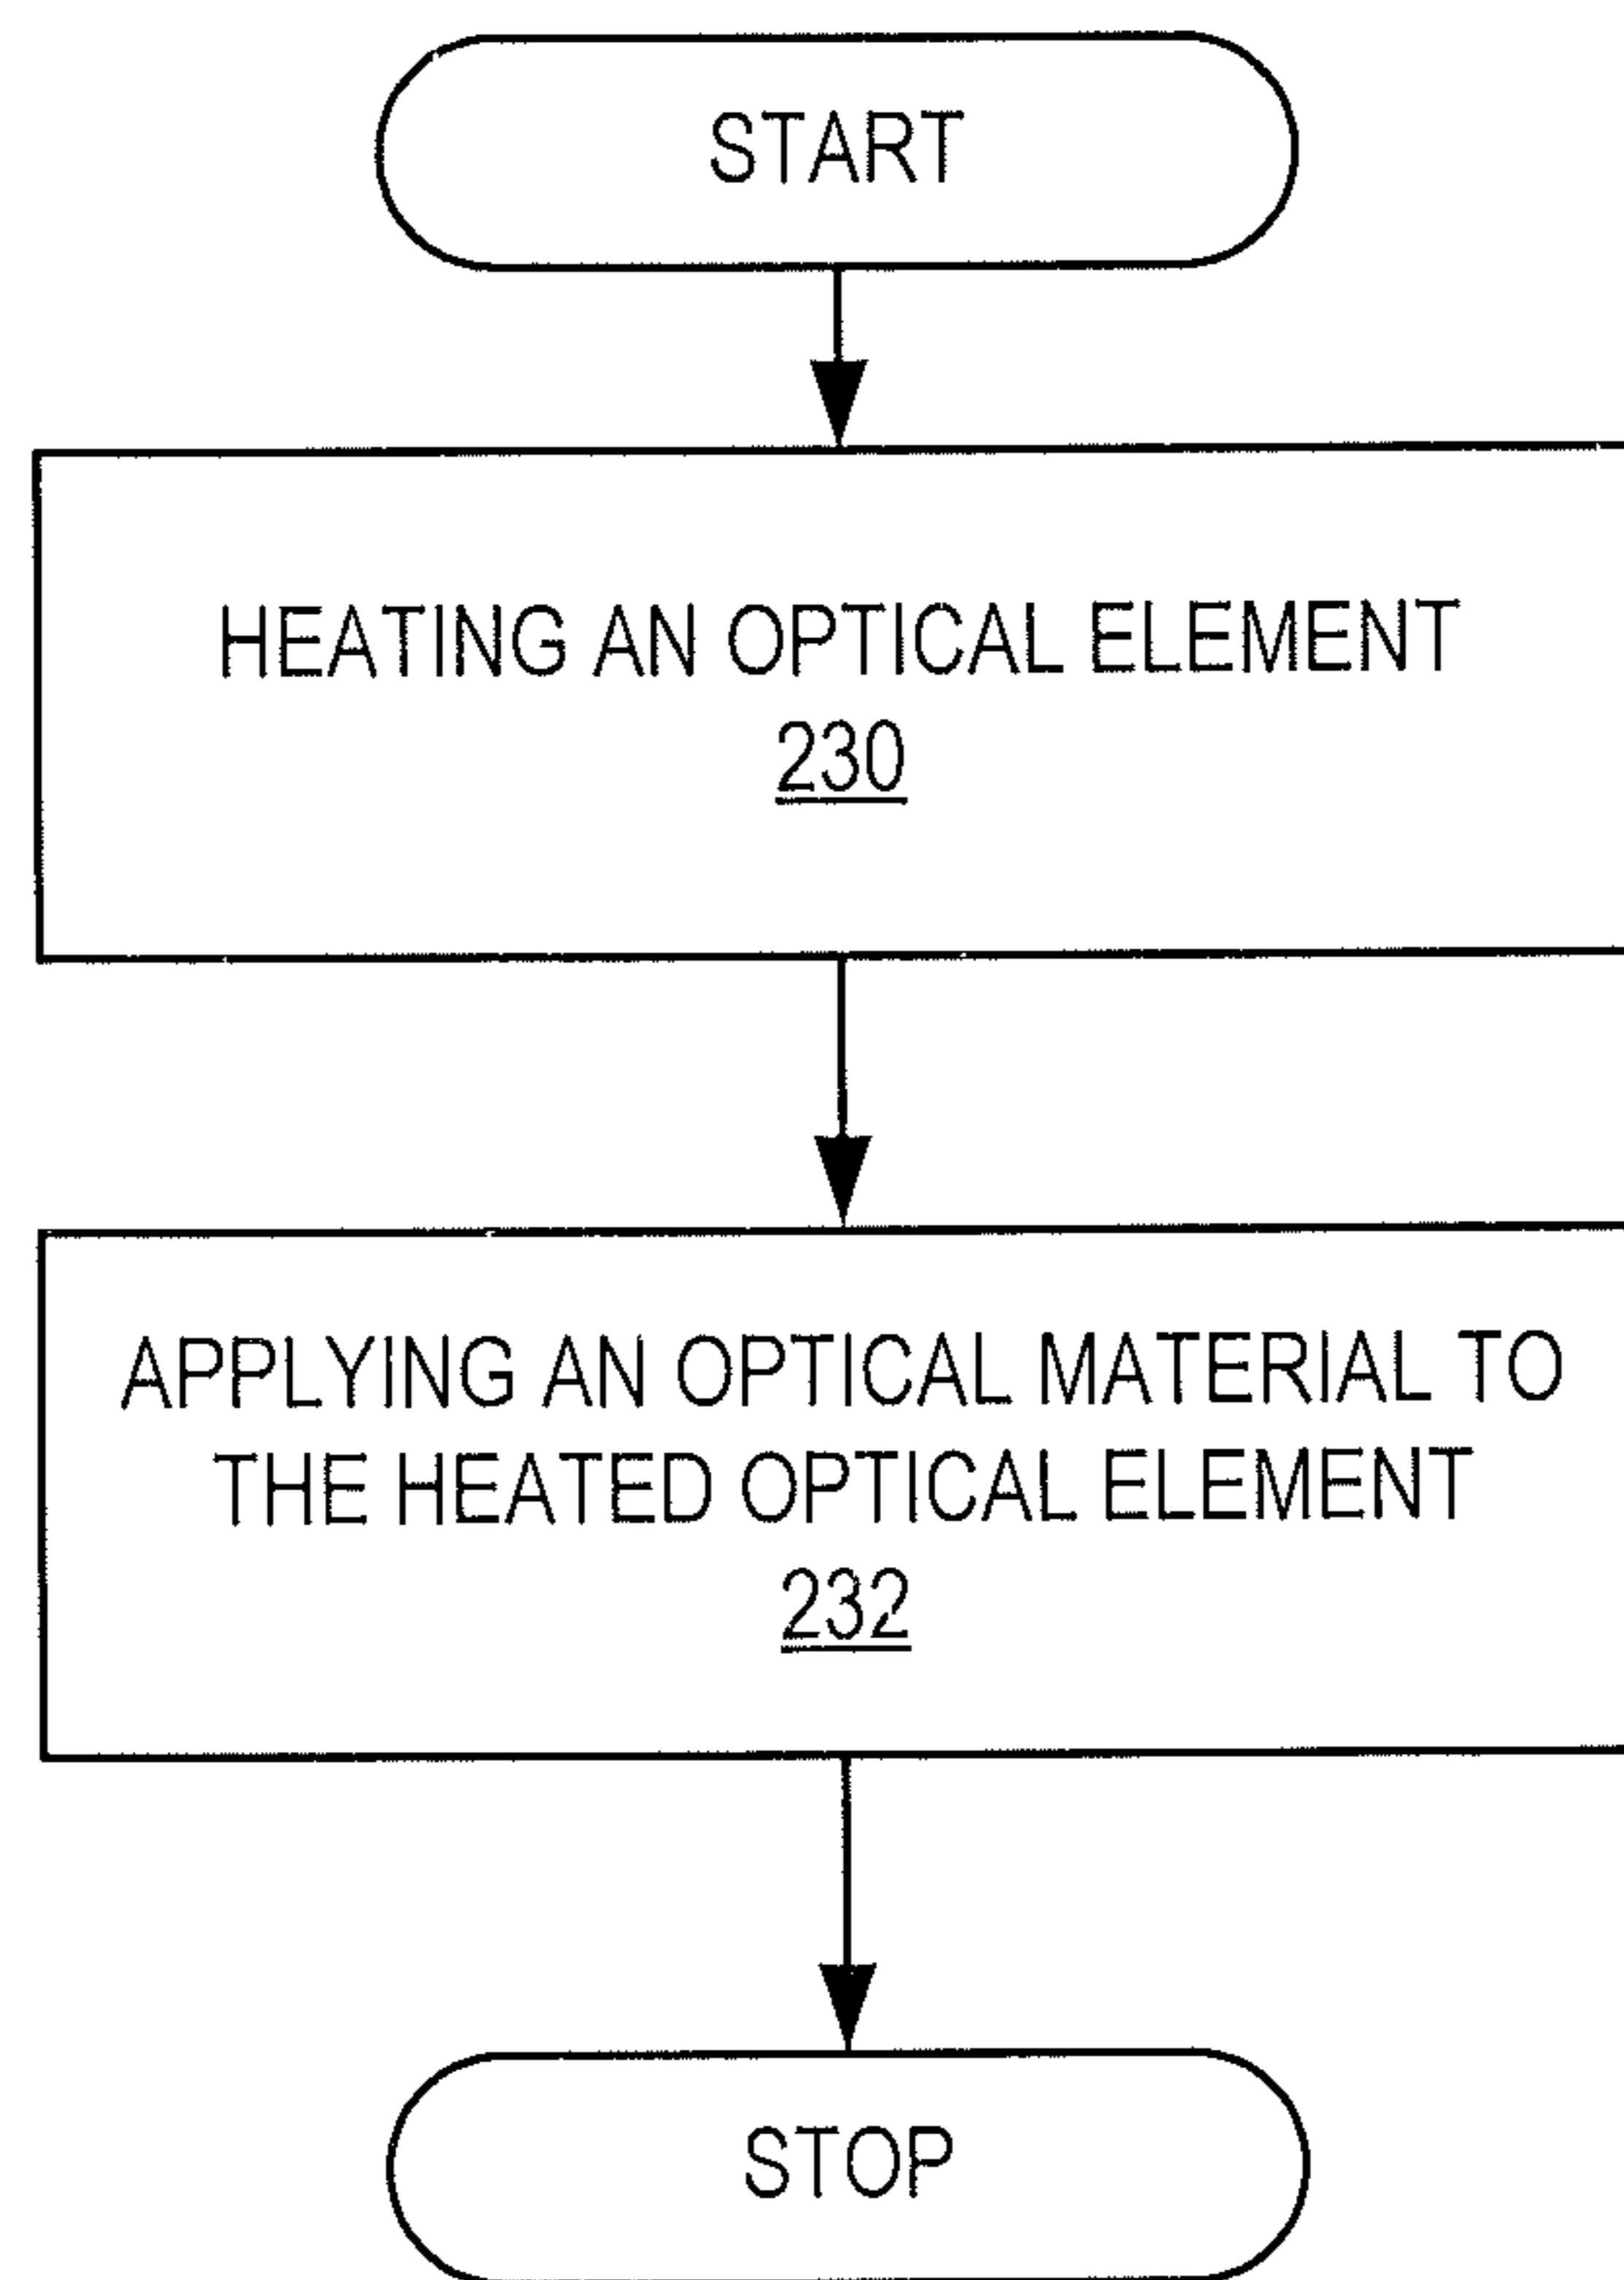 START
HEATING AN OPTICAL ELEMENT
230
APPLYING AN OPTICAL MATERIAL TO
THE HEATED OPTICAL ELEMENT
232
STOP